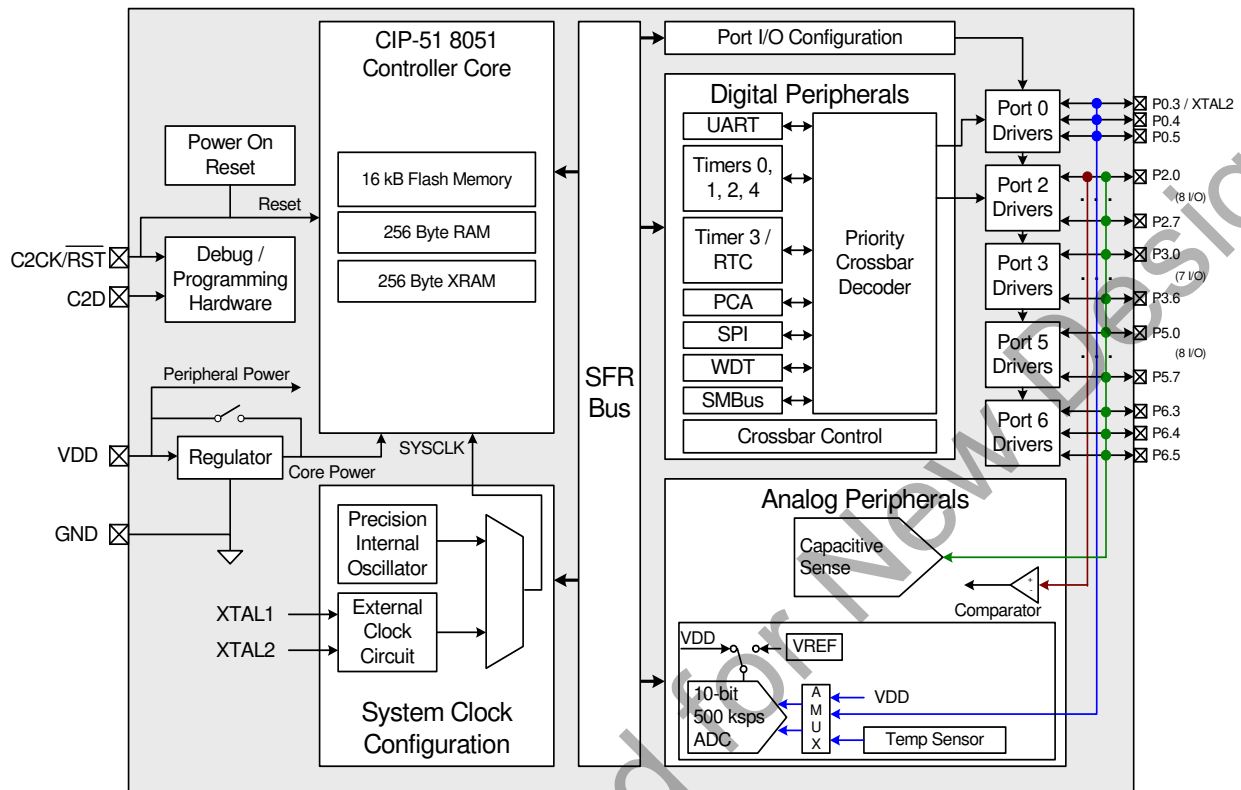 CIP-51 8051
Controller Core
16 kB Flash Memory
256 Byte RAM
256 Byte XRAM
Power On
Reset
Reset
C2CK/RST
Debug /
Programming
Hardware
C2D
Peripheral Power
VDD
Regulator
Core Power
SYSCLK
GND
Precision
Internal
Oscillator
XTAL1
XTAL2
External
Clock
Circuit
System Clock
Configuration
SFR
Bus
Port I/O Configuration
Digital Peripherals
UART
Timers 0,
1, 2, 4
Timer 3 /
RTC
PCA
SPI
WDT
SMBus
Priority
Crossbar
Decoder
Crossbar Control
Port 0
Drivers
Port 2
Drivers
Port 3
Drivers
Port 5
Drivers
Port 6
Drivers
P0.3 / XTAL2
P0.4
P0.5
P2.0
. . .
(8 I/O)
P2.7
P3.0
. . .
(7 I/O)
P3.6
P5.0
. . .
(8 I/O)
P5.7
P6.3
P6.4
P6.5
Analog Peripherals
Capacitive
Sense
+
-
Comparator
VDD
VREF
10-bit
500 ksps
ADC
A
M
U
X
VDD
Temp Sensor
d for New Desig